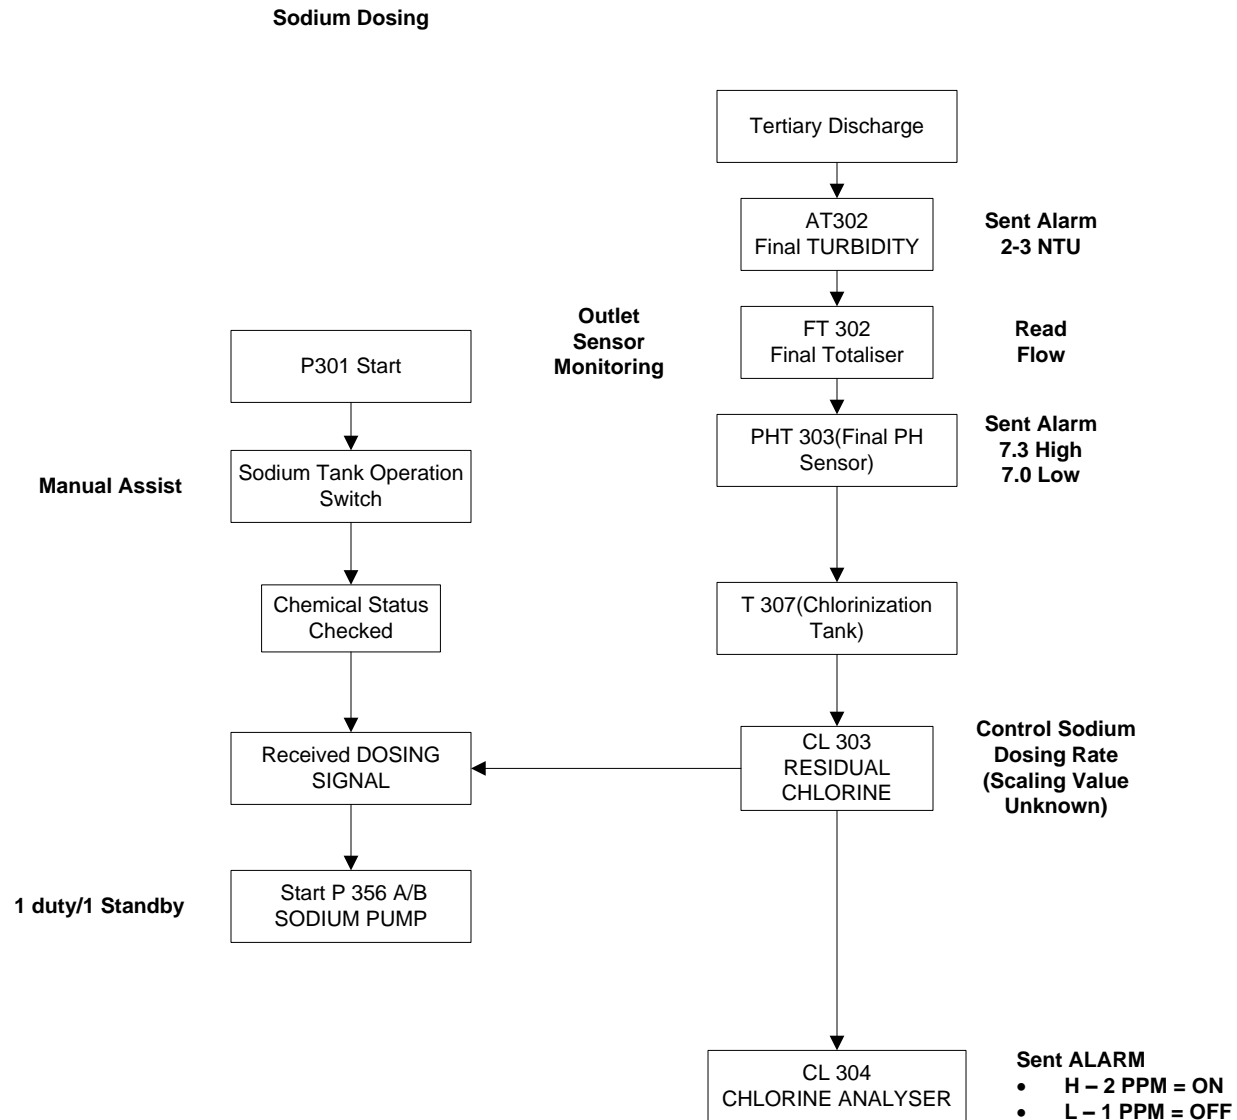 Sodium Dosing
Tertiary Discharge
AT302
Final TURBIDITY
Sent Alarm
2-3 NTU
Outlet
Sensor
Monitoring
FT 302
Final Totaliser
Read
Flow
P301 Start
PHT 303(Final PH
Sensor)
Sent Alarm
7.3 High
7.0 Low
Manual Assist
Sodium Tank Operation
Switch
Chemical Status
Checked
T 307(Chlorinization
Tank)
Received DOSING
SIGNAL
CL 303
RESIDUAL
CHLORINE
Control Sodium
Dosing Rate
(Scaling Value
Unknown)
1 duty/1 Standby
Start P 356 A/B
SODIUM PUMP
CL 304
CHLORINE ANALYSER
Sent ALARM
• H – 2 PPM = ON
• L – 1 PPM = OFF